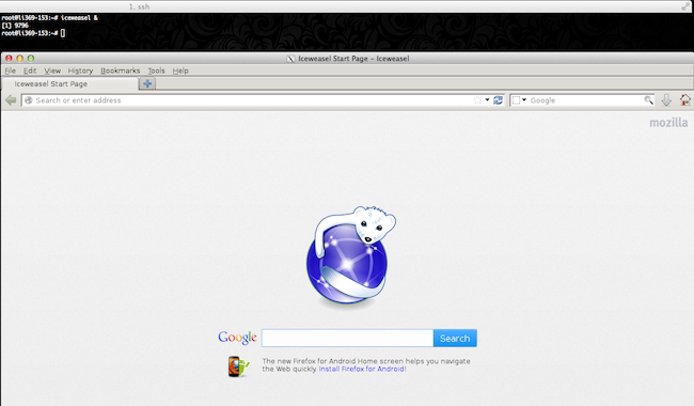 1. ssh
root@li369-153:~# iceweasel &
[1] 9796
root@li369-153:~#
Iceweasel Start Page - Iceweasel
File Edit View History Bookmarks Tools Help
Iceweasel Start Page
Search or enter address
Google
mozilla
Google
Search
The new Firefox for Android Home screen helps you navigate
the Web quickly Install Firefox for Android!